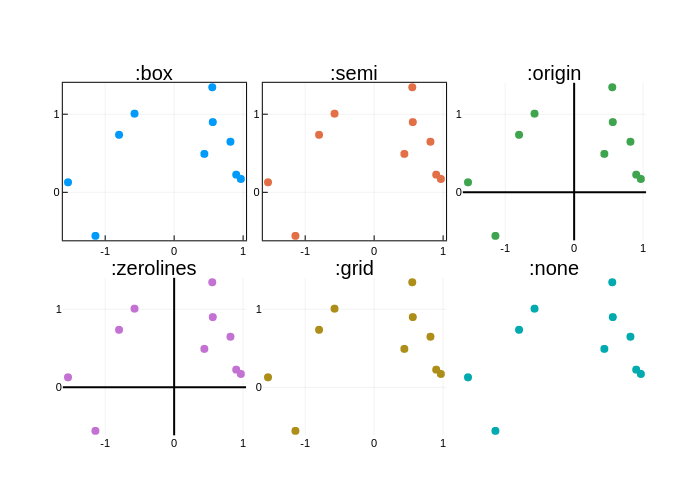 :box :semi :origin
1 1 1
0 0 0
-1 0 1 -1 0 1 -1 0 1
:zerolines :grid :none
1 1
0 0
-1 0 1 -1 0 1